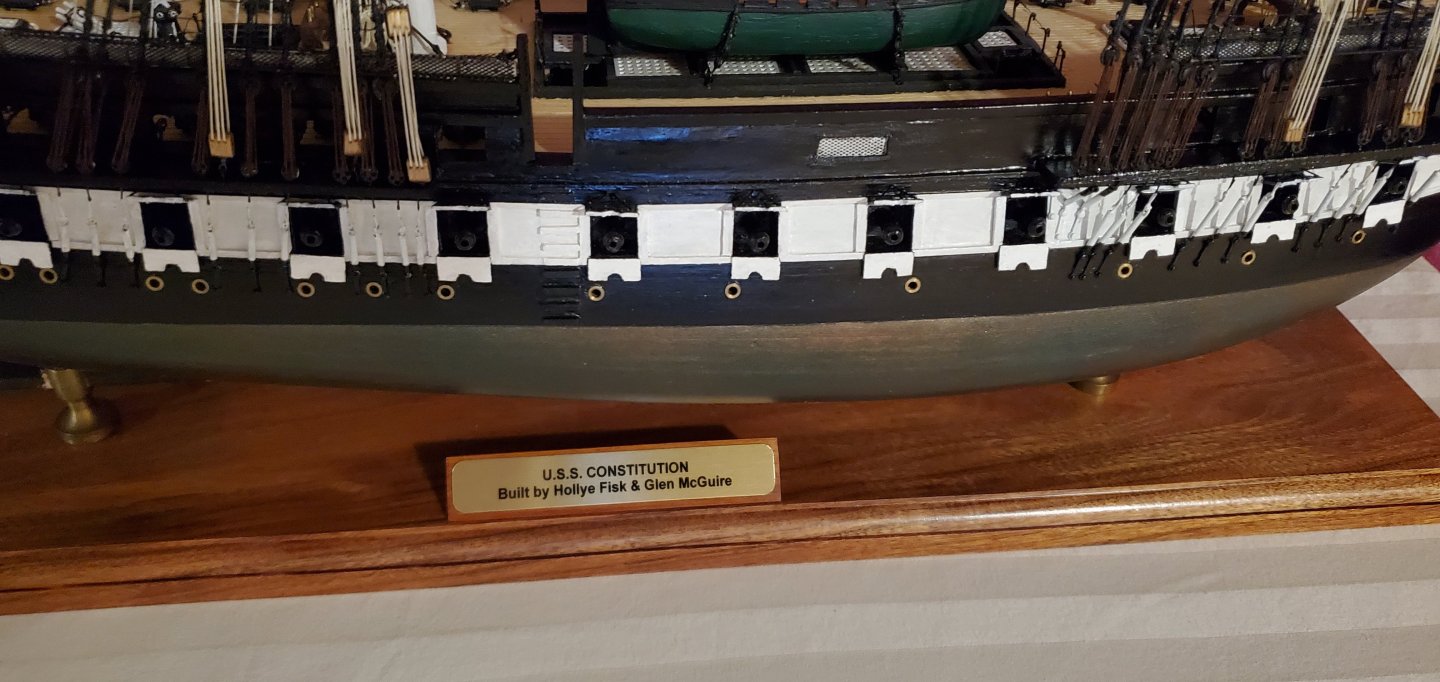 U.S.S. CONSTITUTION
Built by Hollye Fisk & Glen McGuire